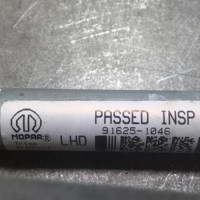 PASSED INSP
91625-1046
MOPAR
LHD